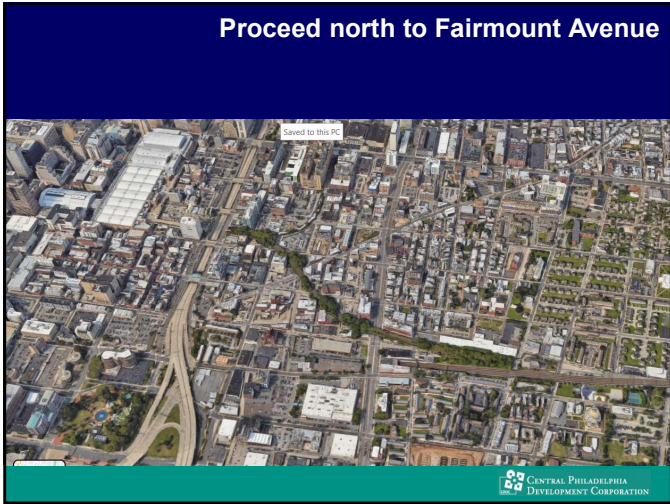 Proceed north to Fairmount Avenue
Saved to this PC
CENTRAL PHILADELPHIA
DEVELOPMENT CORPORATION